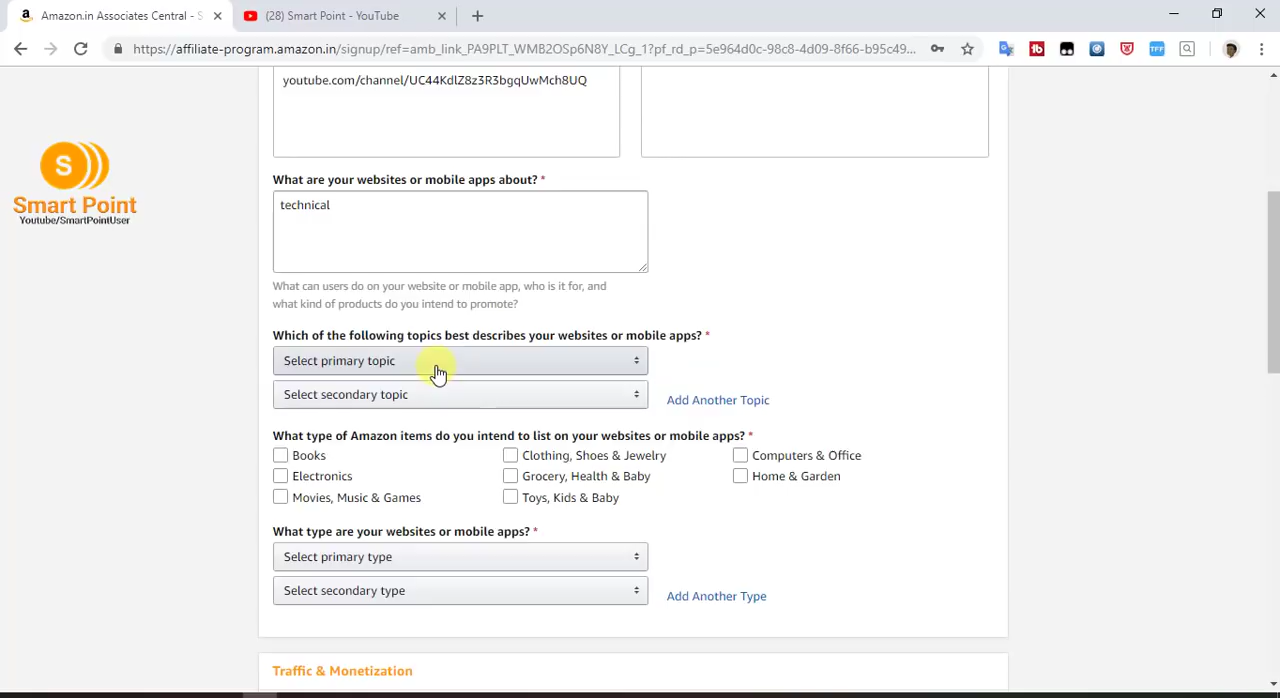 Amazon.in Associates Central - S
(28) Smart Point - YouTube
https://affiliate-program.amazon.in/signup/ref=amb_link_PA9PLT_WMB2OSp6N8Y_LCg_1?pf_rd_p=5e964d0c-98c8-4d09-8f66-b95c49...
youtube.com/channel/UC44KdlZ8z3R3bgqUwMch8UQ
S
Smart Point
Youtube/SmartPointUser
What are your websites or mobile apps about? *
technical
What can users do on your website or mobile app, who is it for, and
what kind of products do you intend to promote?
Which of the following topics best describes your websites or mobile apps? *
Select primary topic
Select secondary topic
Add Another Topic
What type of Amazon items do you intend to list on your websites or mobile apps? *
Books
Clothing, Shoes & Jewelry
Computers & Office
Electronics
Grocery, Health & Baby
Home & Garden
Movies, Music & Games
Toys, Kids & Baby
What type are your websites or mobile apps? *
Select primary type
Select secondary type
Add Another Type
Traffic & Monetization